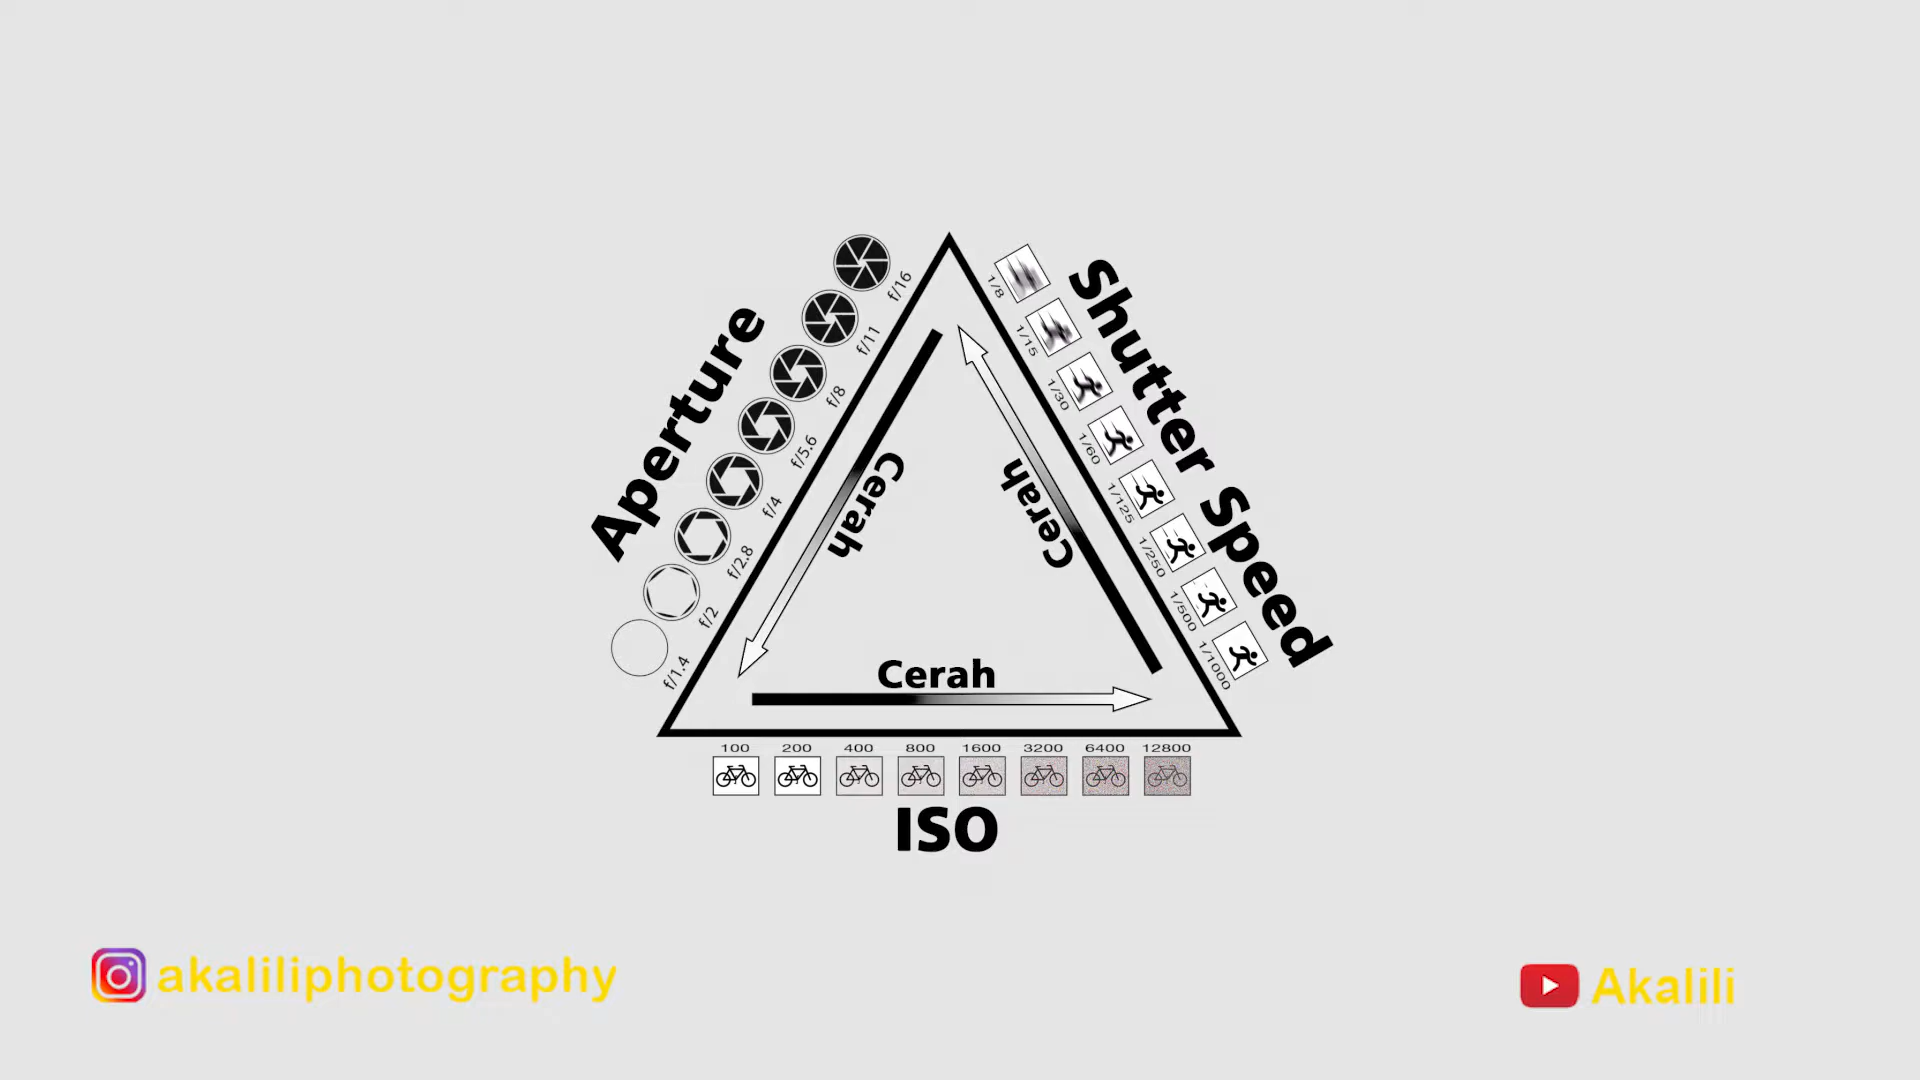 Aperture
f/16
f/11
f/8
f/5.6
f/4
f/2.8
f/2
f/1.4
Shutter Speed
1/8
1/15
1/30
1/60
1/125
1/250
1/500
1/1000
Cerah
Cerah
Cerah
100 200 400 800 1600 3200 6400 12800
ISO
akaliliphotography
Akalili